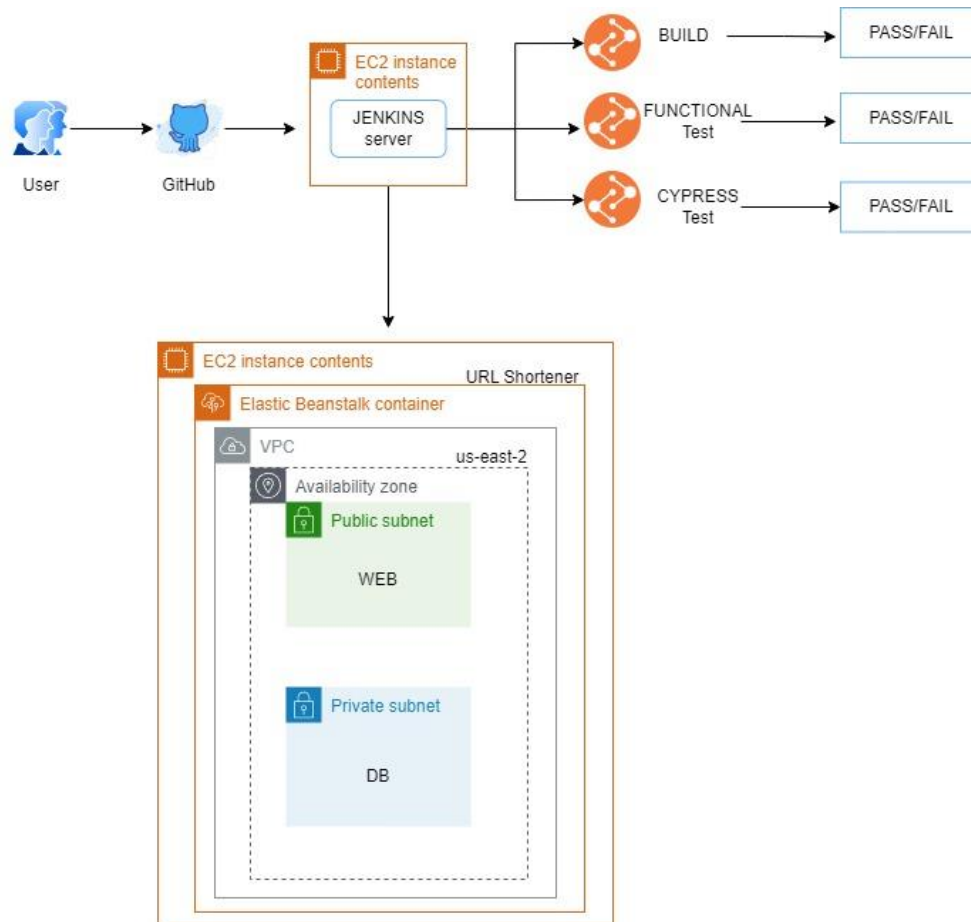 EC2 instance
contents
JENKINS
server
User
GitHub
BUILD
PASS/FAIL
FUNCTIONAL
Test
PASS/FAIL
CYPRESS
Test
PASS/FAIL
EC2 instance contents
URL Shortener
Elastic Beanstalk container
VPC
us-east-2
Availability zone
Public subnet
WEB
Private subnet
DB